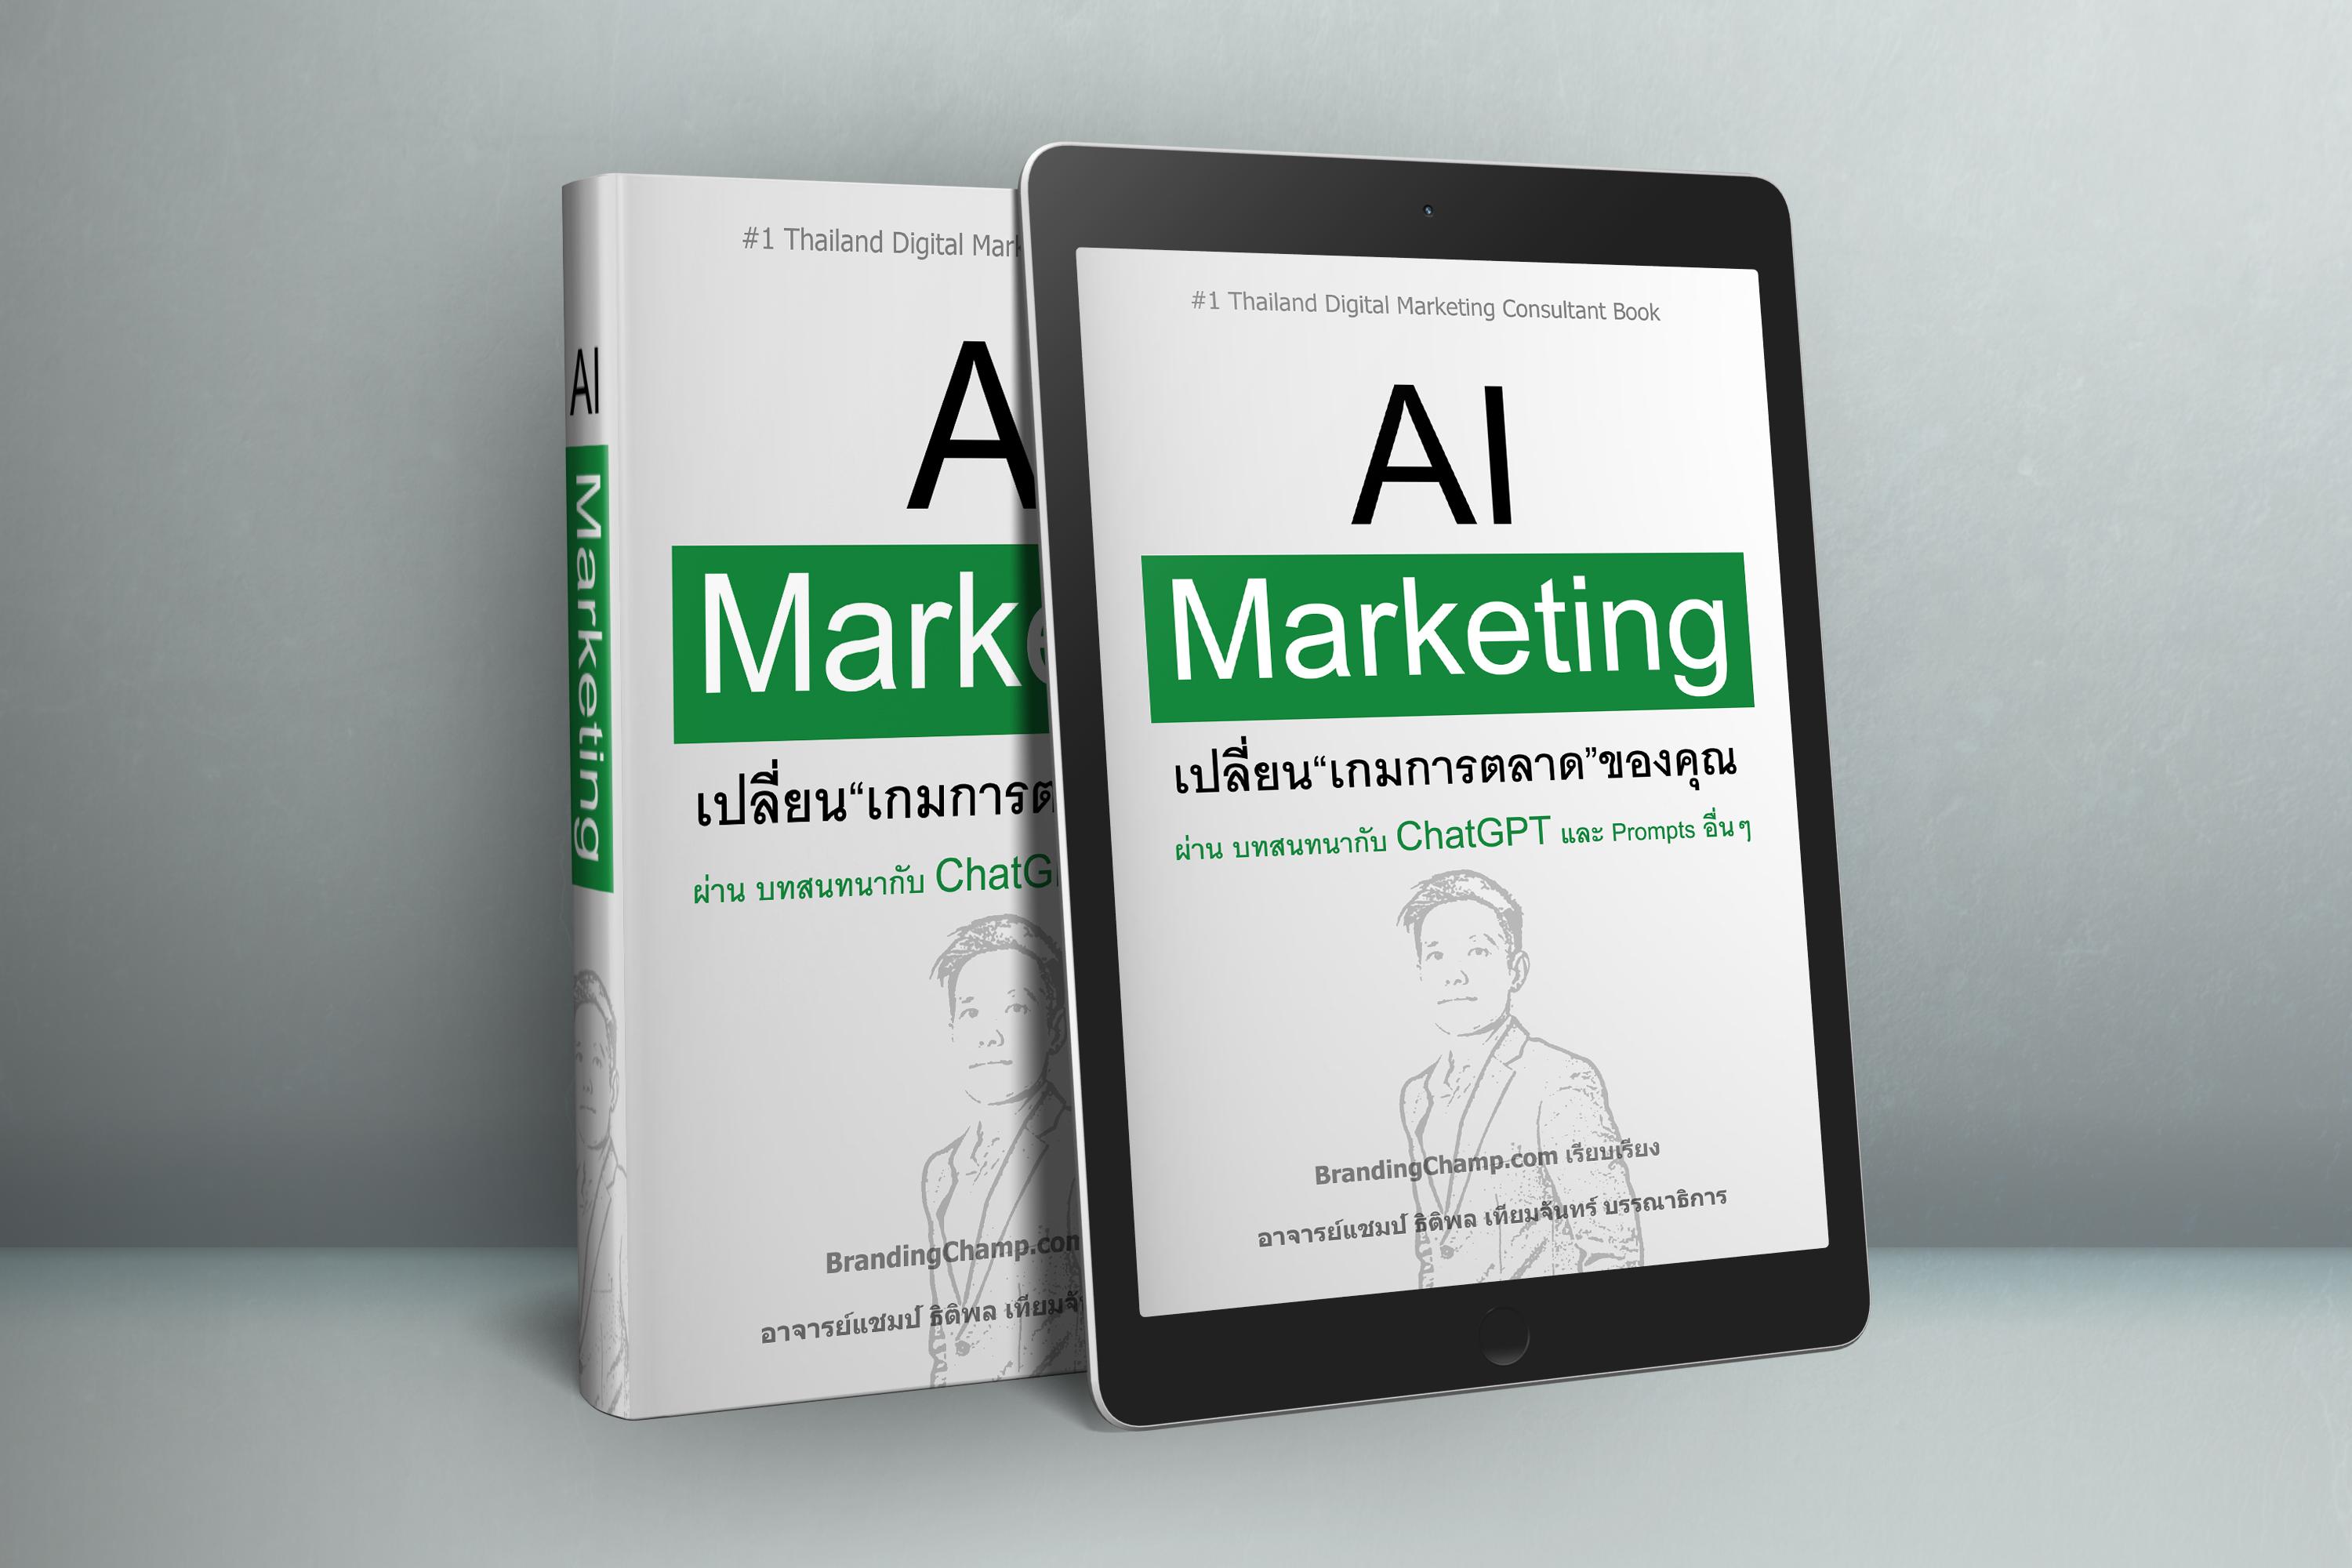 AI
Marketing
#1 Thailand Digital Mark
A
Marke
เปลี่ยน“เกมการต
ผ่าน บทสนทนากับ ChatG
BrandingChamp.com
อาจารย์แชมป์ ธิติพล เทียมจั
#1 Thailand Digital Marketing Consultant Book
AI
Marketing
เปลี่ยน“เกมการตลาด”ของคุณ
ผ่าน บทสนทนากับ ChatGPT และ Prompts อื่นๆ
BrandingChamp.com เรียบเรียง
อาจารย์แชมป์ ธิติพล เทียมจันทร์ บรรณาธิการ